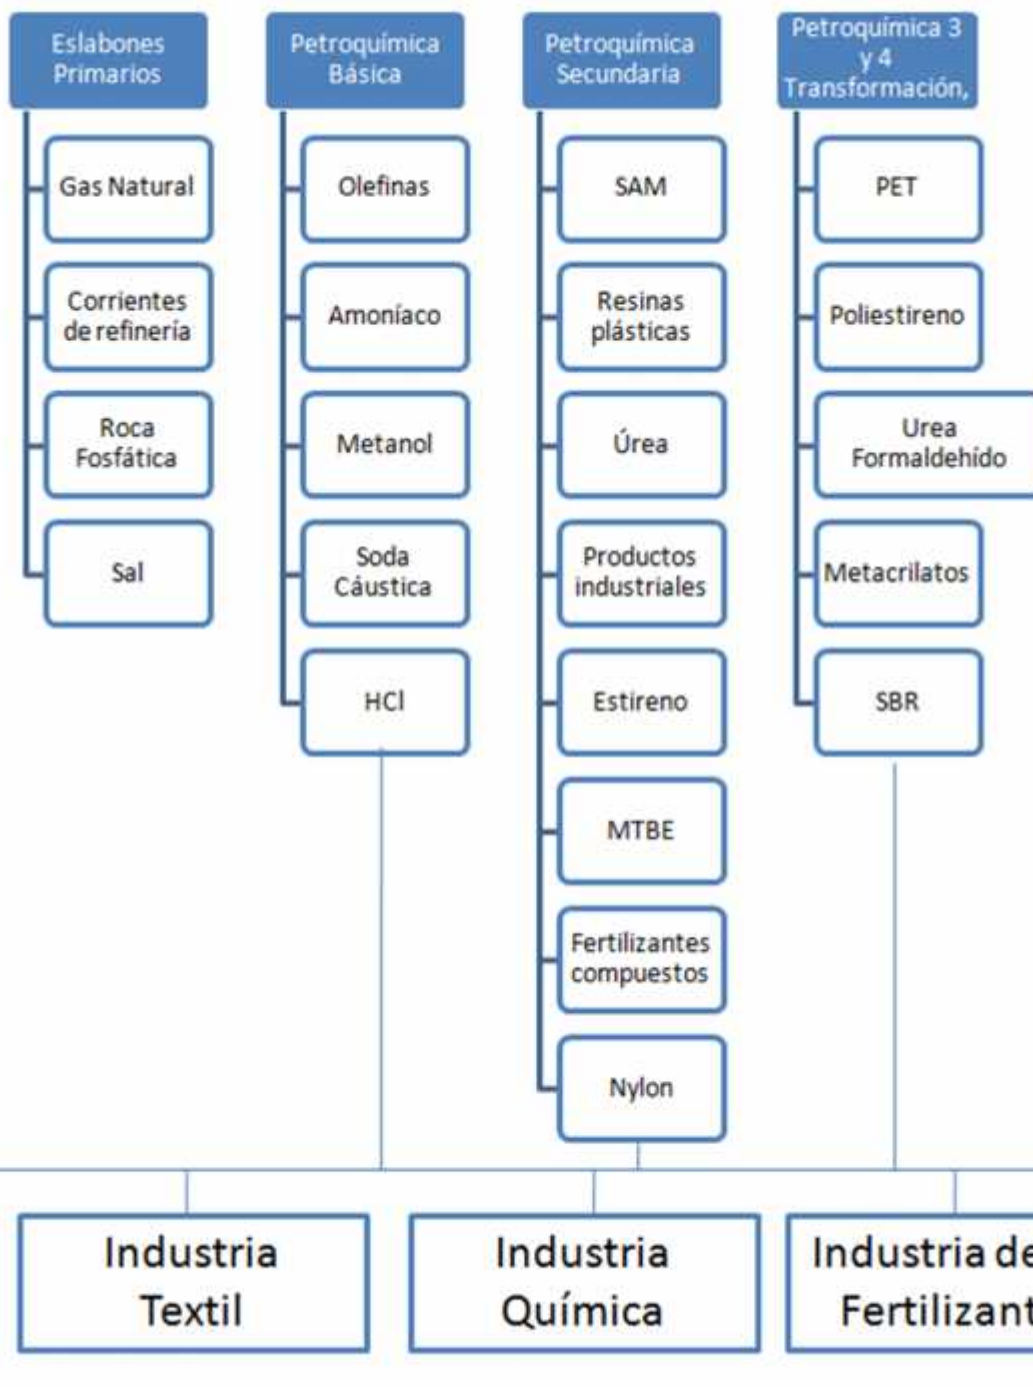 Eslabones
Primarios
Gas Natural
Corrientes
de refinería
Roca
Fosfática
Sal
Petroquímica
Básica
Olefinas
Amoníaco
Metanol
Soda
Cáustica
HCl
Petroquímica
Secundaria
SAM
Resinas
plásticas
Úrea
Productos
industriales
Estireno
MTBE
Fertilizantes
compuestos
Nylon
Petroquímica 3
y 4
Transformación,
PET
Poliestireno
Urea
Formaldehído
Metacrilatos
SBR
Industria
Textil
Industria
Química
Industria de
Fertilizant